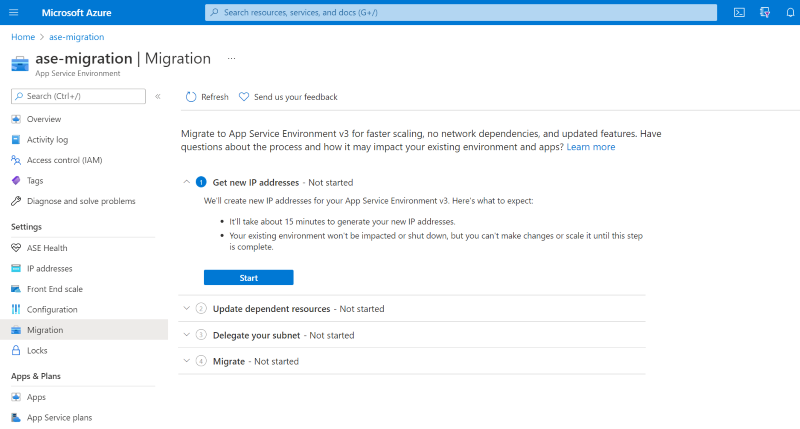 Microsoft Azure
Search resources, services, and docs (G+/)
Home > ase-migration
ase-migration | Migration ...
App Service Environment
Search (Ctrl+/) «
Overview
Activity log
Access control (IAM)
Tags
Diagnose and solve problems
Settings
ASE Health
IP addresses
Front End scale
Configuration
Migration
Locks
Apps & Plans
Apps
App Service plans
Refresh
Send us your feedback
Migrate to App Service Environment v3 for faster scaling, no network dependencies, and updated features. Have
questions about the process and how it may impact your existing environment and apps? Learn more
1 Get new IP addresses - Not started
We'll create new IP addresses for your App Service Environment v3. Here's what to expect:
• It'll take about 15 minutes to generate your new IP addresses.
• Your existing environment won't be impacted or shut down, but you can't make changes or scale it until this step
is complete.
Start
2 Update dependent resources - Not started
3 Delegate your subnet - Not started
4 Migrate - Not started